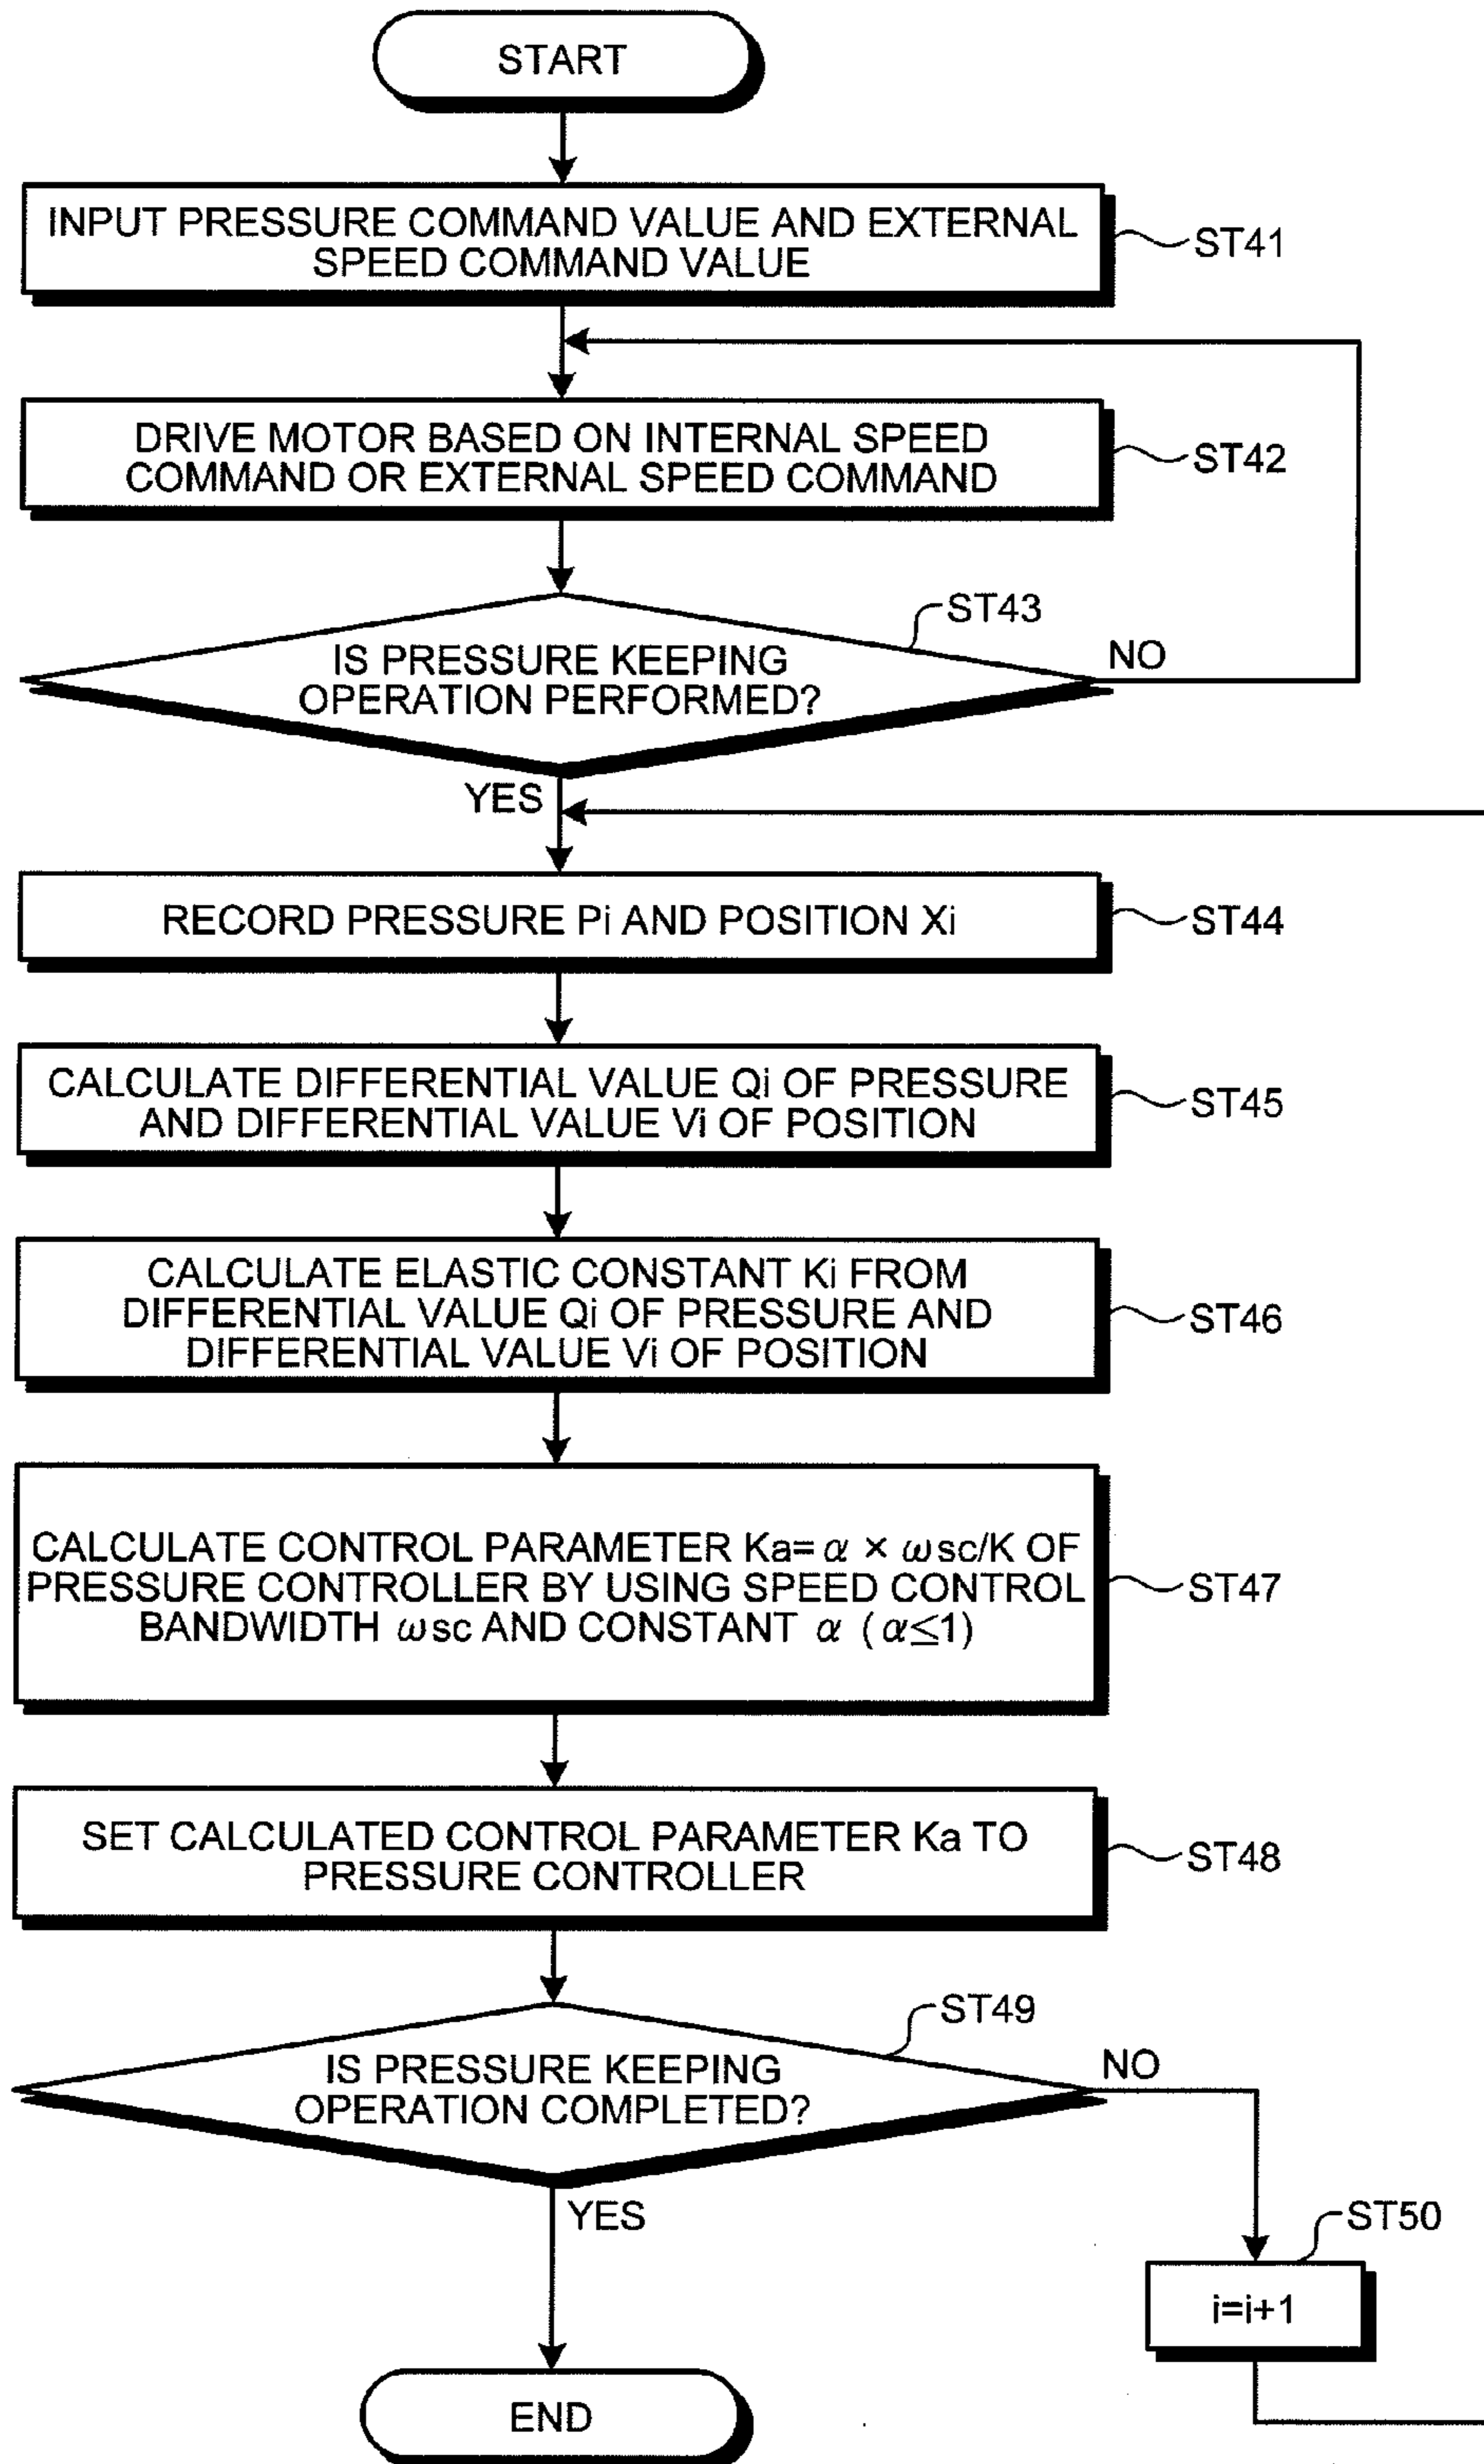 START
INPUT PRESSURE COMMAND VALUE AND EXTERNAL
SPEED COMMAND VALUE
ST41
DRIVE MOTOR BASED ON INTERNAL SPEED
COMMAND OR EXTERNAL SPEED COMMAND
ST42
ST43
IS PRESSURE KEEPING
OPERATION PERFORMED?
NO
YES
RECORD PRESSURE Pi AND POSITION Xi
ST44
CALCULATE DIFFERENTIAL VALUE Qi OF PRESSURE
AND DIFFERENTIAL VALUE Vi OF POSITION
ST45
CALCULATE ELASTIC CONSTANT Ki FROM
DIFFERENTIAL VALUE Qi OF PRESSURE AND
DIFFERENTIAL VALUE Vi OF POSITION
ST46
CALCULATE CONTROL PARAMETER Ka=α × ωsc/K OF
PRESSURE CONTROLLER BY USING SPEED CONTROL
BANDWIDTH ωsc AND CONSTANT α (α≦1)
ST47
SET CALCULATED CONTROL PARAMETER Ka TO
PRESSURE CONTROLLER
ST48
ST49
IS PRESSURE KEEPING
OPERATION COMPLETED?
NO
YES
ST50
i=i+1
END